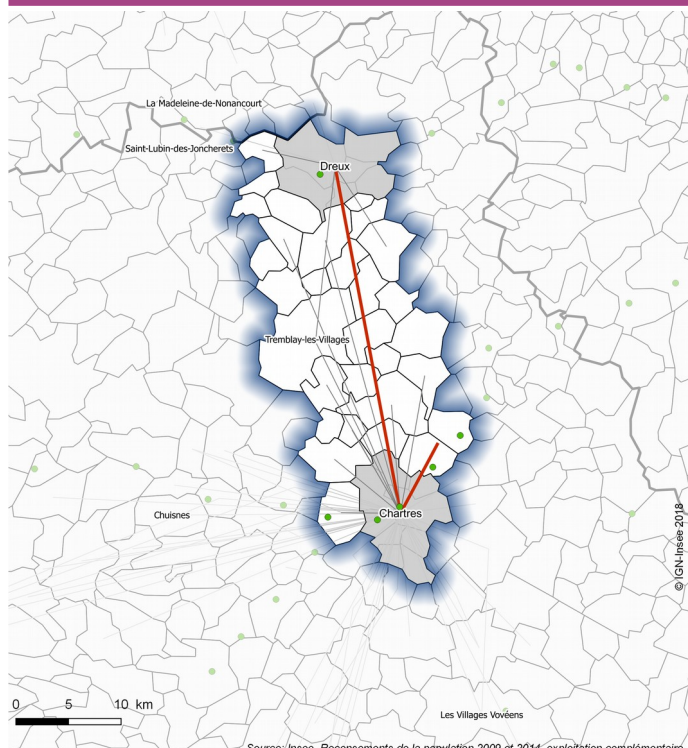 La Madeleine-de-Nonancourt
Saint-Lubin-des-Joncherets
Dreux
Tremblay-les-Villages
Chartres
Chuisnes
© IGN-Insee 2018
0 5 10 km
Les Villages Vovéens
Source: Insee, Recensements de la population 2009 et 2014, exploitation complémentaire